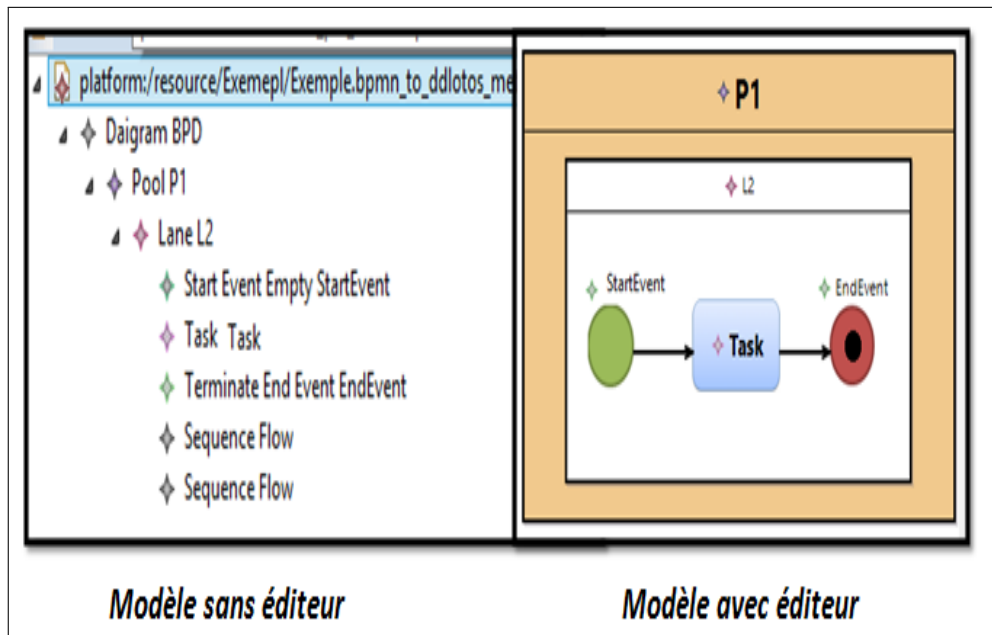 platform:/resource/Exemepl/Exemple.bpmn_to_ddlotos_me
Daigram BPD
Pool P1
Lane L2
Start Event Empty StartEvent
Task Task
Terminate End Event EndEvent
Sequence Flow
Sequence Flow
P1
L2
StartEvent
EndEvent
Task
Modèle sans éditeur
Modèle avec éditeur